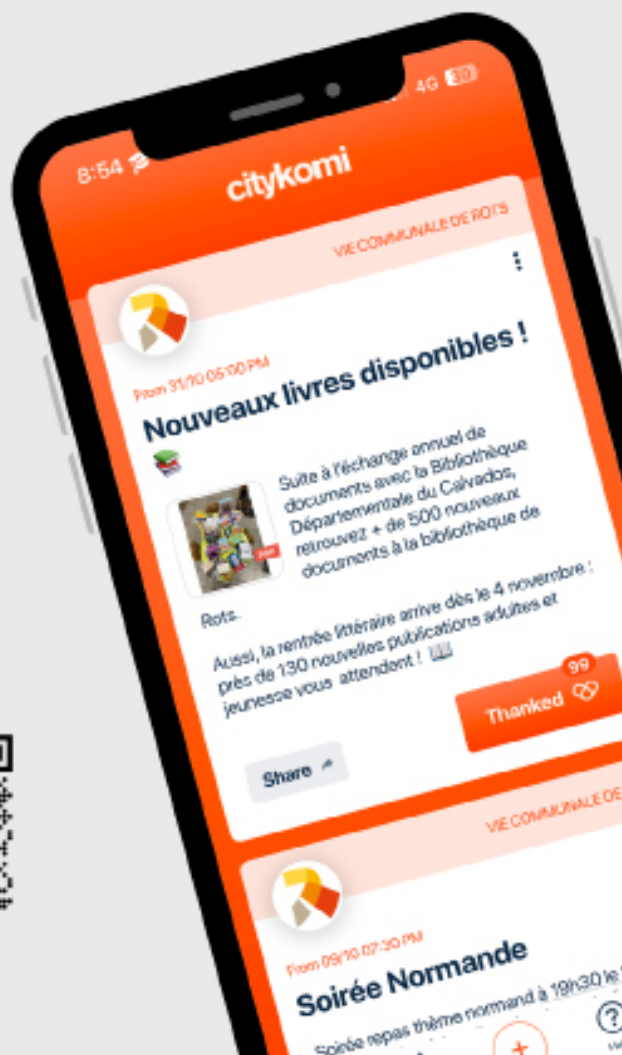 8:54
4G 30
citykomi
VIE COMMUNALE DE ROTS
From 31/10 05:00 PM
Nouveaux livres disponibles !
Suite à l'échange annuel de
documents avec la Bibliothèque
Départementale du Calvados,
retrouvez + de 500 nouveaux
documents à la bibliothèque de
Rots.
Aussi, la rentrée littéraire arrive dès le 4 novembre :
près de 130 nouvelles publications adultes et
jeunesse vous attendent !
99
Thanked
Share
VIE COMMUNALE DE
From 09/10 07:30 PM
Soirée Normande
Soirée repas thème normand à 19h30 le